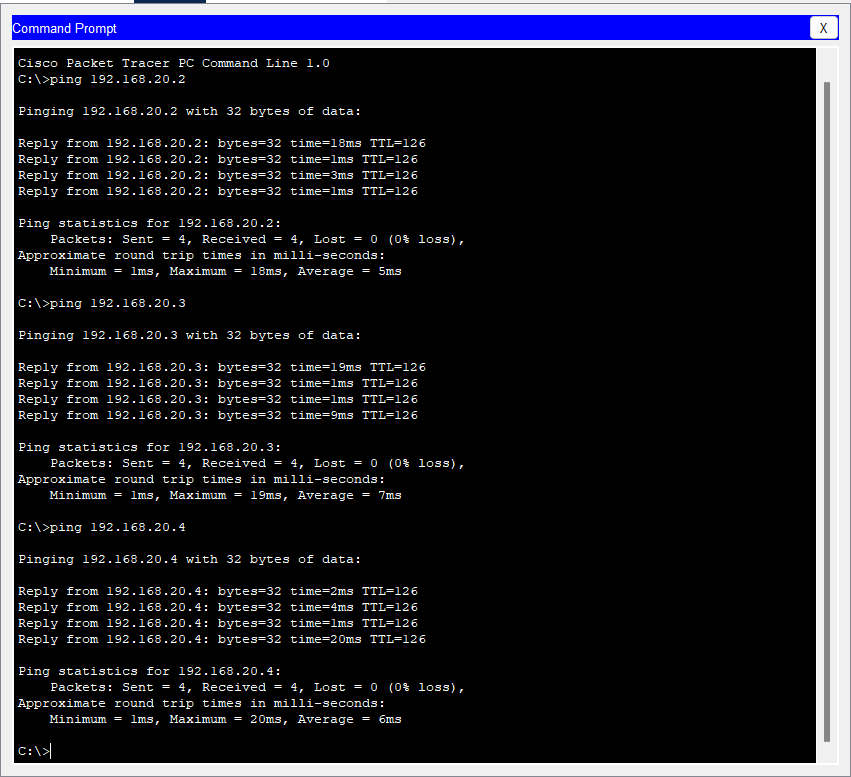 Command Prompt
X
Cisco Packet Tracer PC Command Line 1.0
C:\>ping 192.168.20.2
Pinging 192.168.20.2 with 32 bytes of data:
Reply from 192.168.20.2: bytes=32 time=18ms TTL=126
Reply from 192.168.20.2: bytes=32 time=1ms TTL=126
Reply from 192.168.20.2: bytes=32 time=3ms TTL=126
Reply from 192.168.20.2: bytes=32 time=1ms TTL=126
Ping statistics for 192.168.20.2:
    Packets: Sent = 4, Received = 4, Lost = 0 (0% loss),
Approximate round trip times in milli-seconds:
    Minimum = 1ms, Maximum = 18ms, Average = 5ms
C:\>ping 192.168.20.3
Pinging 192.168.20.3 with 32 bytes of data:
Reply from 192.168.20.3: bytes=32 time=19ms TTL=126
Reply from 192.168.20.3: bytes=32 time=1ms TTL=126
Reply from 192.168.20.3: bytes=32 time=1ms TTL=126
Reply from 192.168.20.3: bytes=32 time=9ms TTL=126
Ping statistics for 192.168.20.3:
    Packets: Sent = 4, Received = 4, Lost = 0 (0% loss),
Approximate round trip times in milli-seconds:
    Minimum = 1ms, Maximum = 19ms, Average = 7ms
C:\>ping 192.168.20.4
Pinging 192.168.20.4 with 32 bytes of data:
Reply from 192.168.20.4: bytes=32 time=2ms TTL=126
Reply from 192.168.20.4: bytes=32 time=4ms TTL=126
Reply from 192.168.20.4: bytes=32 time=1ms TTL=126
Reply from 192.168.20.4: bytes=32 time=20ms TTL=126
Ping statistics for 192.168.20.4:
    Packets: Sent = 4, Received = 4, Lost = 0 (0% loss),
Approximate round trip times in milli-seconds:
    Minimum = 1ms, Maximum = 20ms, Average = 6ms
C:\>